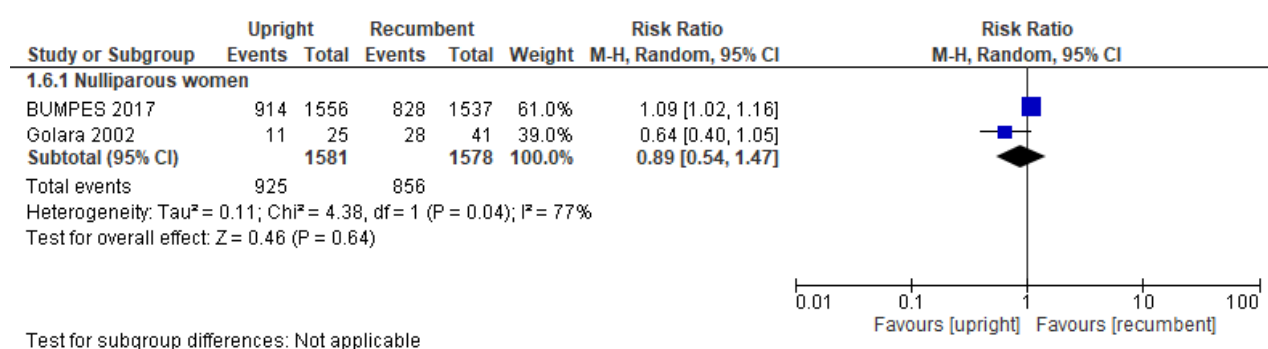 Upright Recumbent Risk Ratio Risk Ratio
Study or Subgroup Events Total Events Total Weight M-H, Random, 95% CI M-H, Random, 95% CI
1.6.1 Nulliparous women
BUMPES 2017 914 1556 828 1537 61.0% 1.09 [1.02, 1.16]
Golara 2002 11 25 28 41 39.0% 0.64 [0.40, 1.05]
Subtotal (95% CI) 1581 1578 100.0% 0.89 [0.54, 1.47]
Total events 925 856
Heterogeneity: Tau² = 0.11; Chi² = 4.38, df = 1 (P = 0.04); I² = 77%
Test for overall effect: Z = 0.46 (P = 0.64)
0.01 0.1 1 10 100
Favours [upright] Favours [recumbent]
Test for subgroup differences: Not applicable